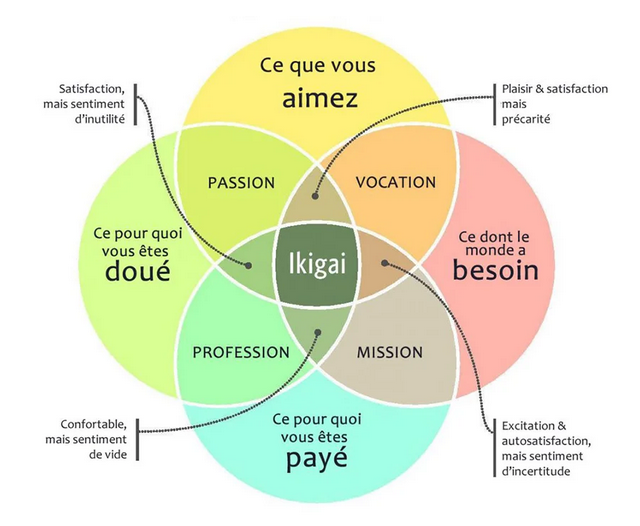 Ce que vous
aimez
Satisfaction,
mais sentiment
d'inutilité
Plaisir & satisfaction
mais
précarité
PASSION
VOCATION
Ce pour quoi
vous êtes
doué
Ikigai
Ce dont le
monde a
besoin
PROFESSION
MISSION
Ce pour quoi
vous êtes
payé
Confortable,
mais sentiment
de vide
Excitation &
autosatisfaction,
mais sentiment
d'incertitude